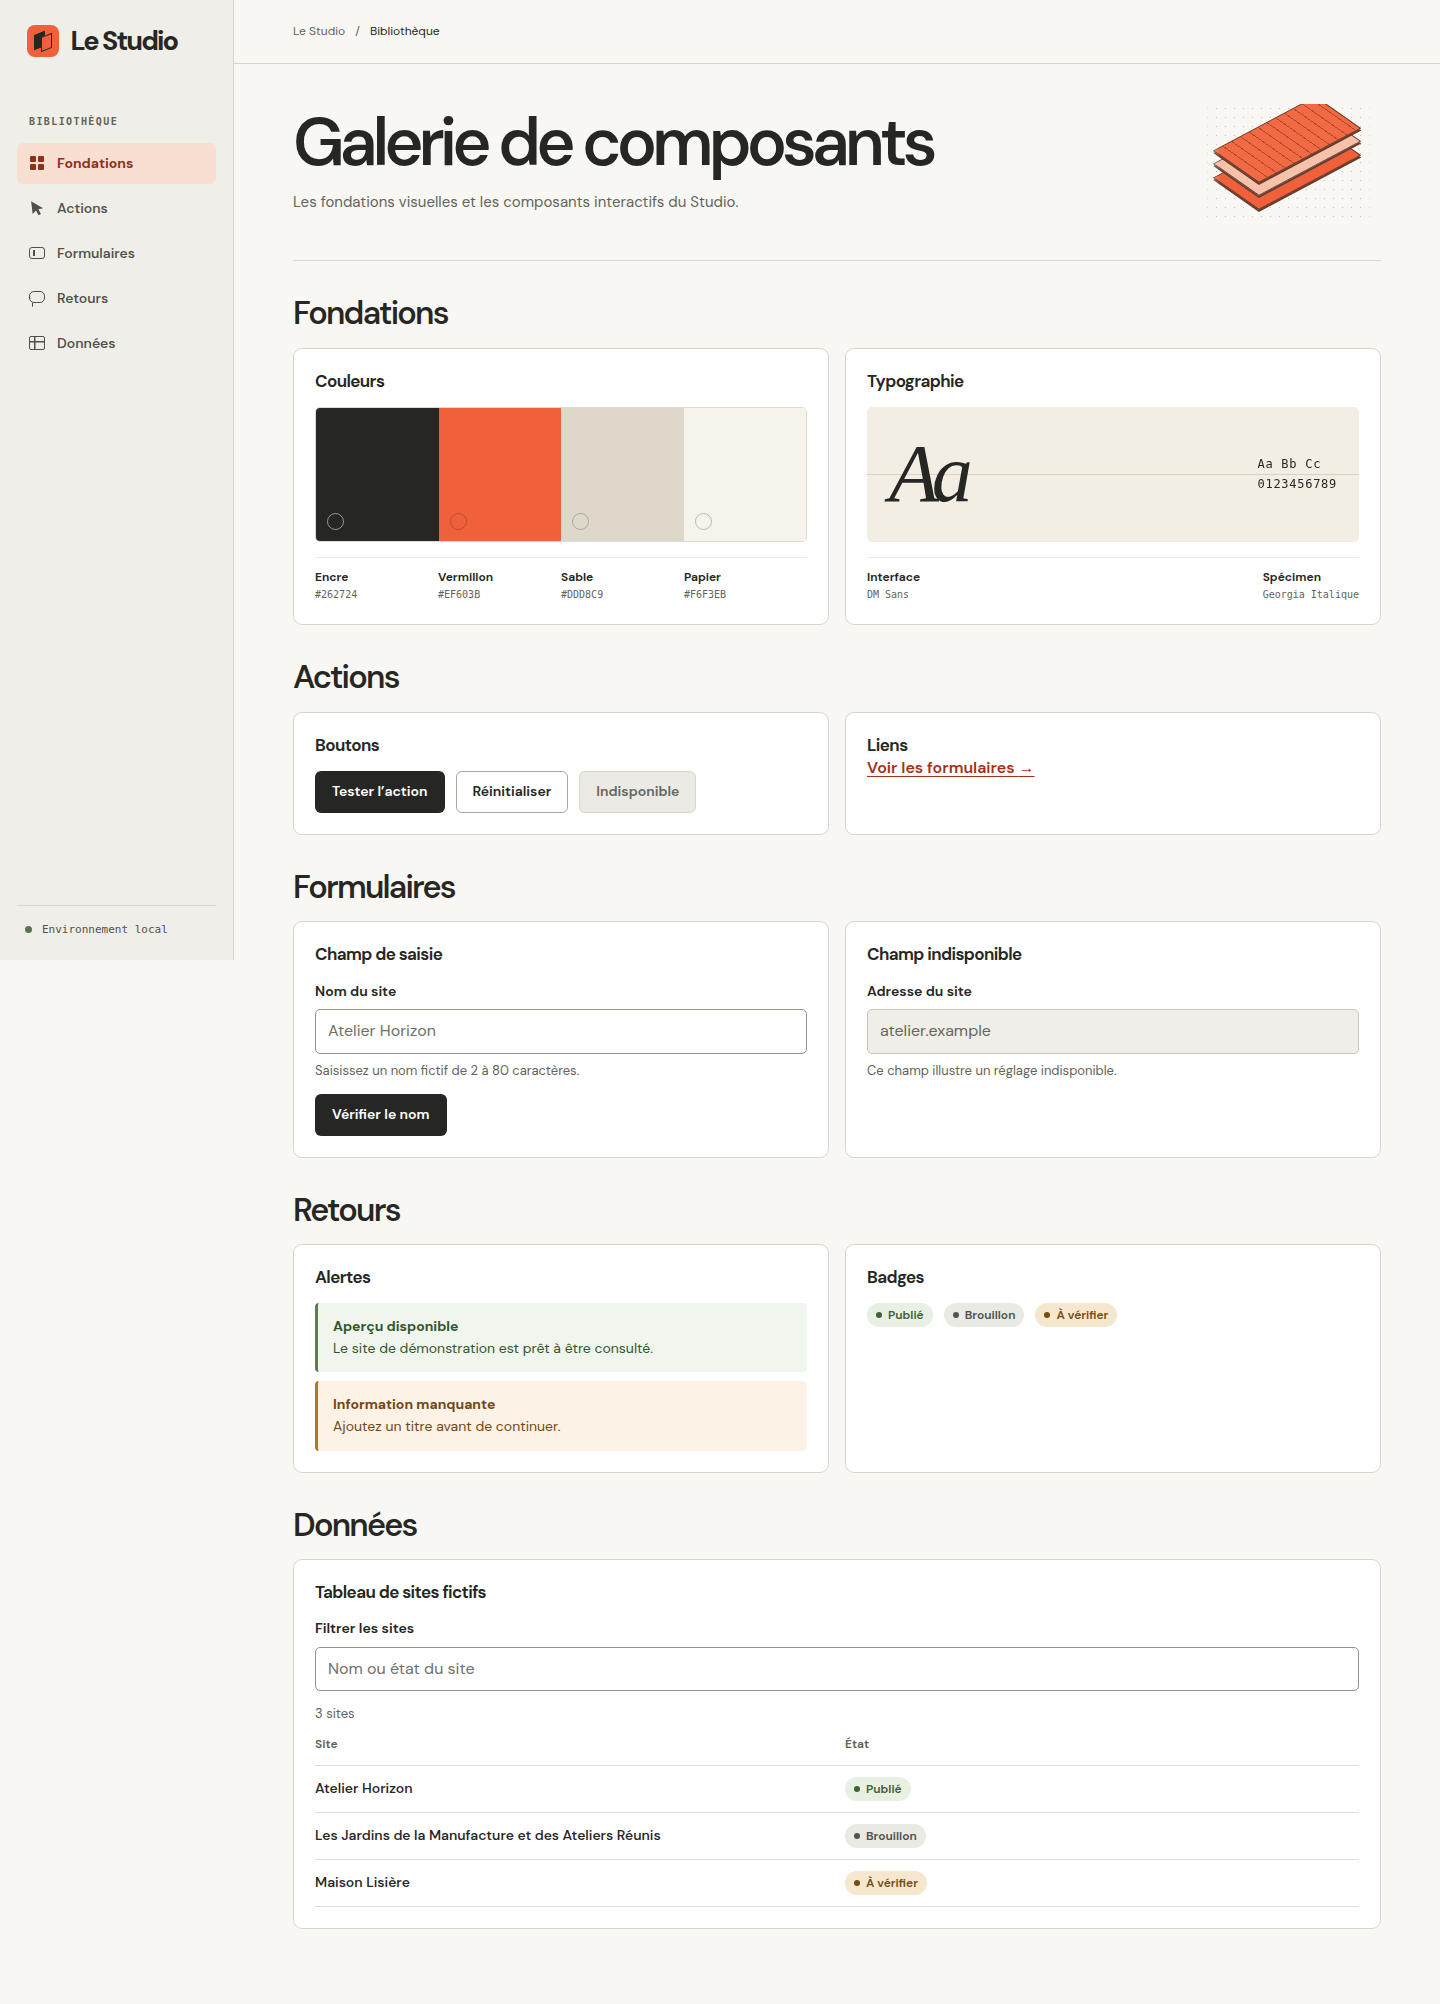 Le Studio
BIBLIOTHÈQUE
Fondations
Actions
Formulaires
Retours
Données
Environnement local
Le Studio / Bibliothèque
Galerie de composants
Les fondations visuelles et les composants interactifs du Studio.
Fondations
Couleurs
Encre
#262724
Vermillon
#EF603B
Sable
#DDD8C9
Papier
#F6F3EB
Typographie
Aa
Aa Bb Cc
0123456789
Interface
DM Sans
Spécimen
Georgia Italique
Actions
Boutons
Tester l’action
Réinitialiser
Indisponible
Liens
Voir les formulaires →
Formulaires
Champ de saisie
Nom du site
Atelier Horizon
Saisissez un nom fictif de 2 à 80 caractères.
Vérifier le nom
Champ indisponible
Adresse du site
atelier.example
Ce champ illustre un réglage indisponible.
Retours
Alertes
Aperçu disponible
Le site de démonstration est prêt à être consulté.
Information manquante
Ajoutez un titre avant de continuer.
Badges
Publié
Brouillon
À vérifier
Données
Tableau de sites fictifs
Filtrer les sites
Nom ou état du site
3 sites
Site État
Atelier Horizon Publié
Les Jardins de la Manufacture et des Ateliers Réunis Brouillon
Maison Lisière À vérifier